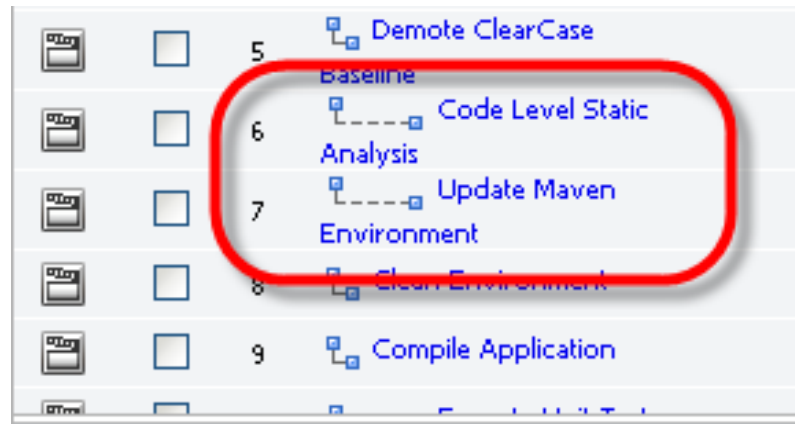 5 Demote ClearCase
Baseline
6 Code Level Static
Analysis
7 Update Maven
Environment
8 Clean Environment
9 Compile Application